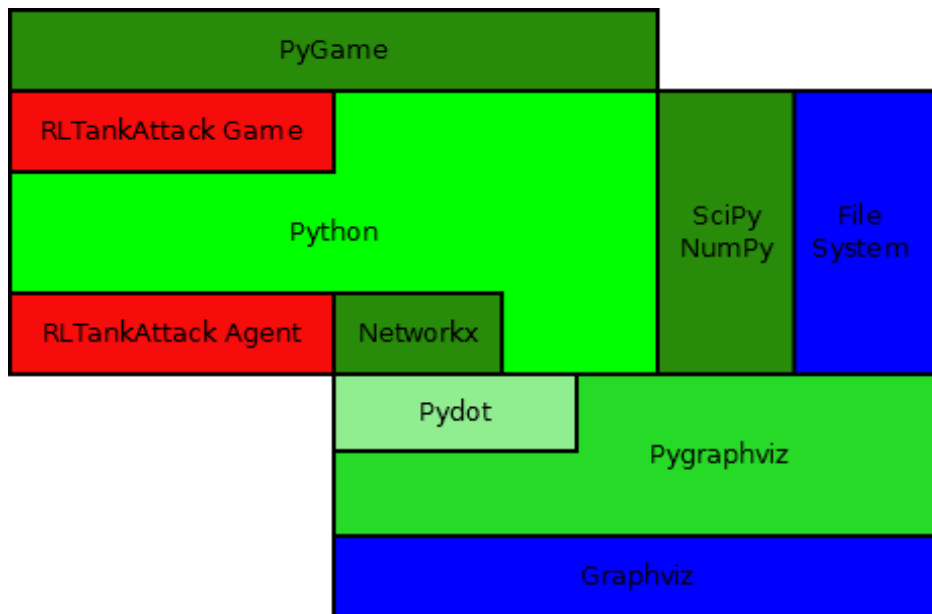 PyGame
RLTankAttack Game
Python
SciPy
NumPy
File
System
RLTankAttack Agent
Networkx
Pydot
Pygraphviz
Graphviz